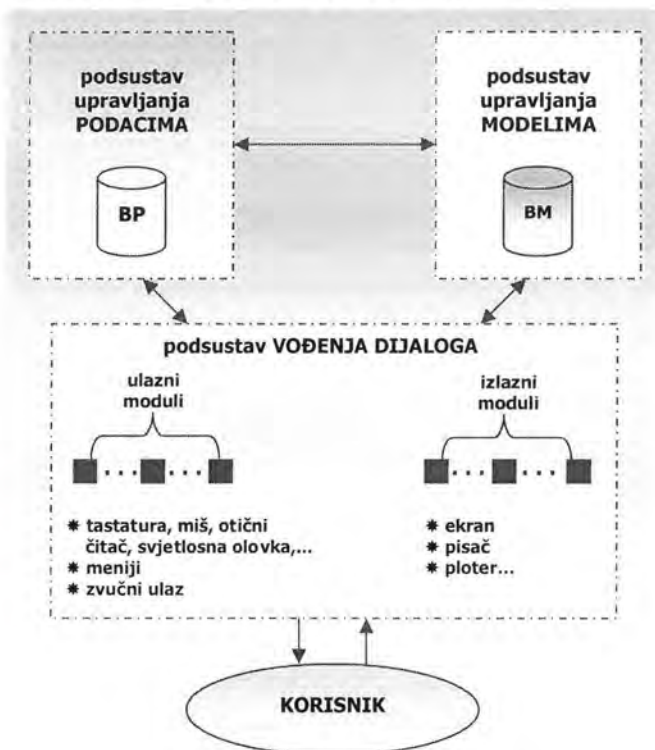 podsustav
upravljanja
PODACIMA
BP
podsustav
upravljanja
MODELIMA
BM
podsustav VOĐENJA DIJALOGA
ulazni
moduli
izlazni
moduli
✷ tastatura, miš, otični
čitač, svjetlosna olovka,...
✷ meniji
✷ zvučni ulaz
✷ ekran
✷ pisač
✷ ploter...
KORISNIK